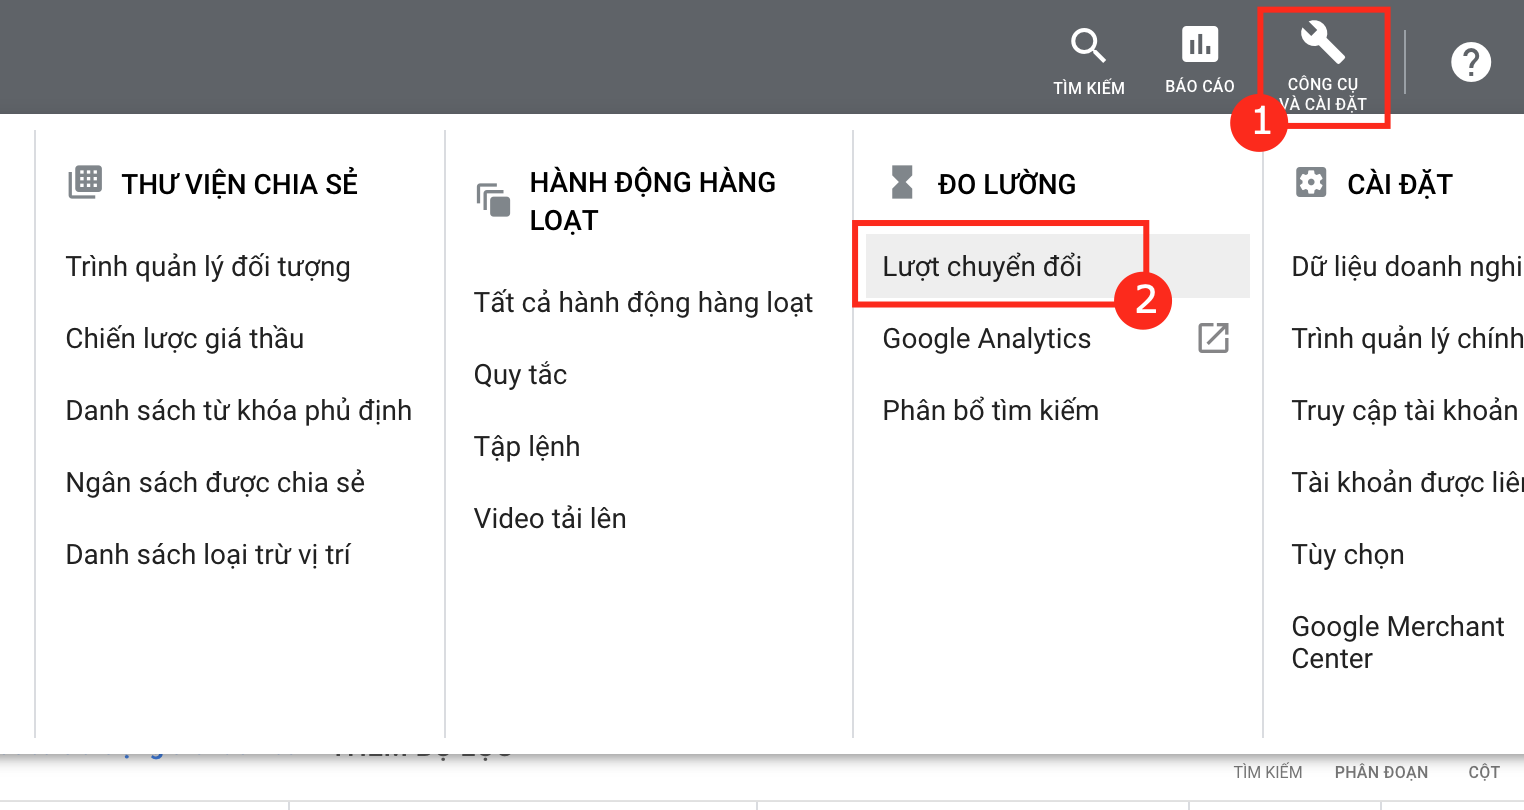 TÌM KIẾM
BÁO CÁO
CÔNG CỤ
VÀ CÀI ĐẶT
1
THƯ VIỆN CHIA SẺ
Trình quản lý đối tượng
Chiến lược giá thầu
Danh sách từ khóa phủ định
Ngân sách được chia sẻ
Danh sách loại trừ vị trí
HÀNH ĐỘNG HÀNG
LOẠT
Tất cả hành động hàng loạt
Quy tắc
Tập lệnh
Video tải lên
ĐO LƯỜNG
Lượt chuyển đổi
2
Google Analytics
Phân bổ tìm kiếm
CÀI ĐẶT
Dữ liệu doanh nghi
Trình quản lý chính
Truy cập tài khoản
Tài khoản được liên
Tùy chọn
Google Merchant
Center
THÊM BỘ LỌC
TÌM KIẾM
PHÂN ĐOẠN
CỘT